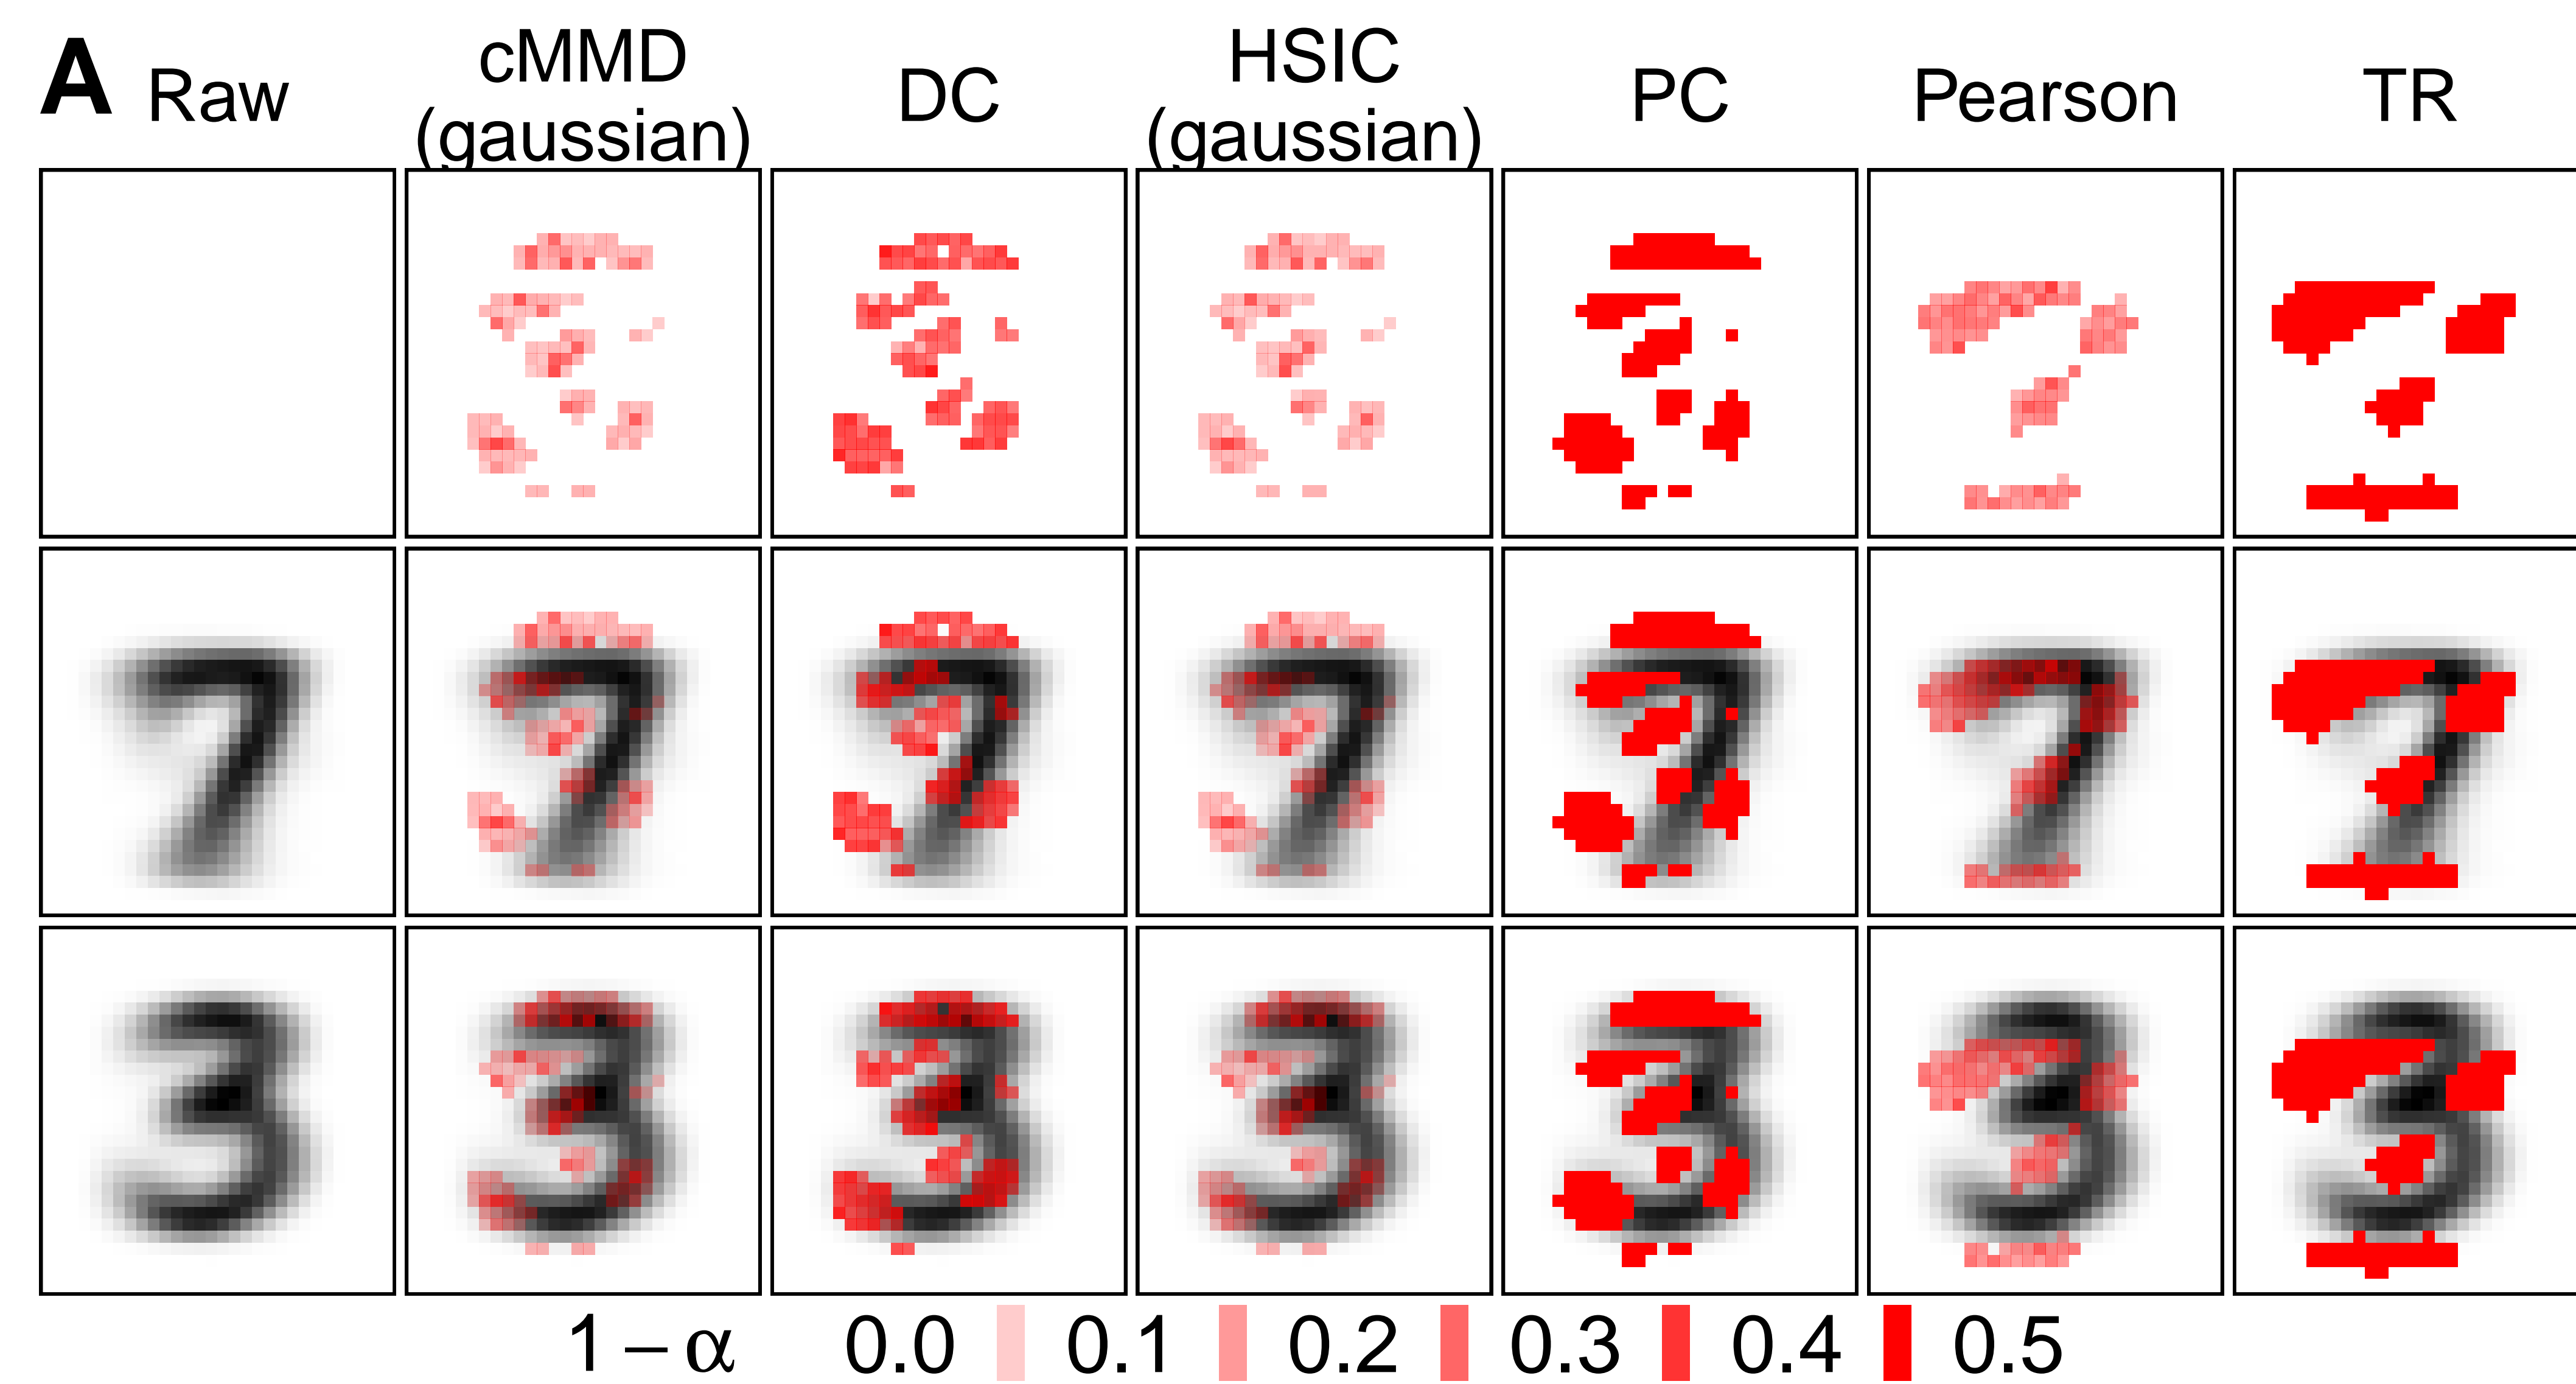 A Raw cMMD (gaussian) DC HSIC (gaussian) PC Pearson TR
1 – α 0.0 0.1 0.2 0.3 0.4 0.5